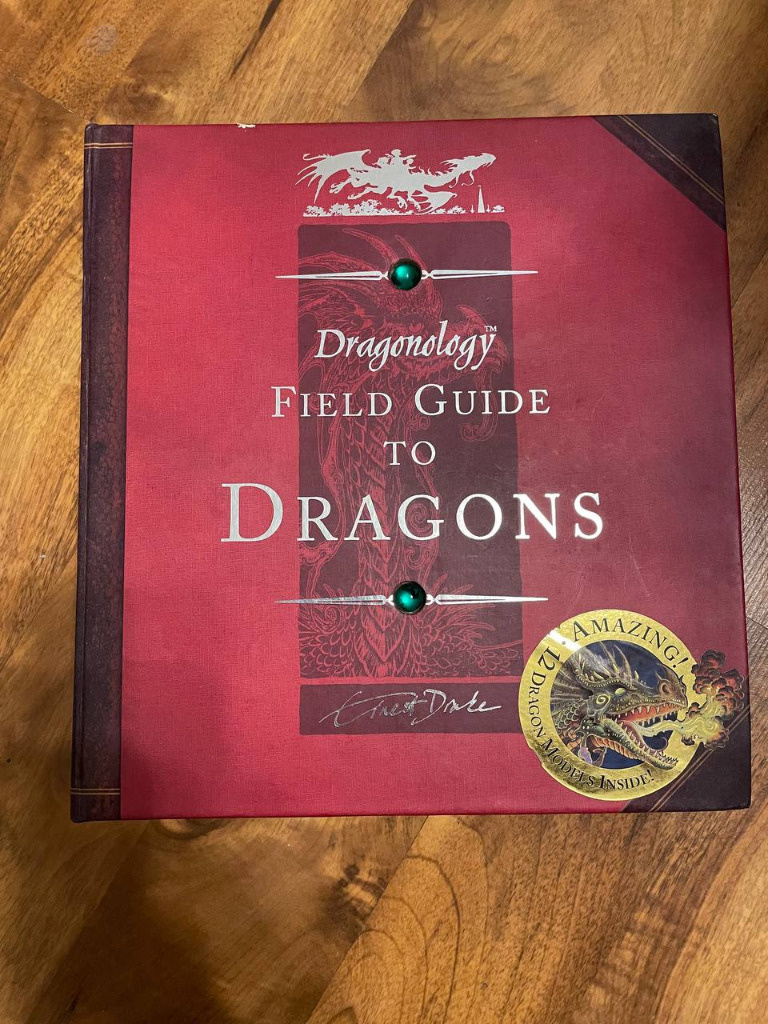 Dragonology™
FIELD GUIDE
TO
DRAGONS
Ernest Drake
AMAZING!
12 DRAGON MODELS INSIDE!